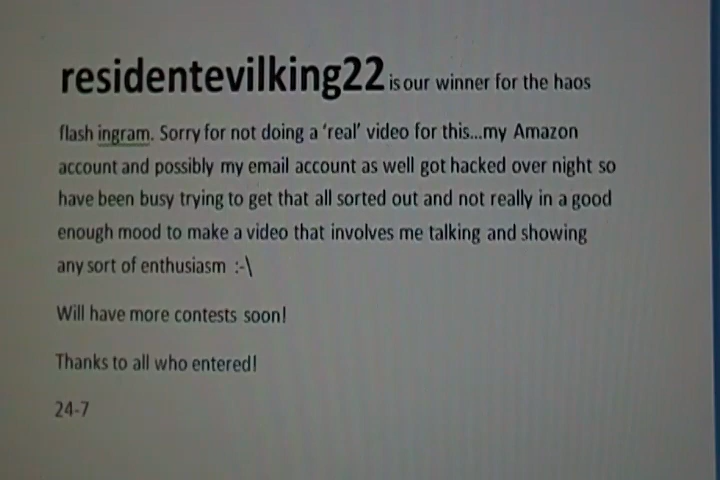 residentevilking22 is our winner for the haos
flash ingram. Sorry for not doing a 'real' video for this...my Amazon
account and possibly my email account as well got hacked over night so
have been busy trying to get that all sorted out and not really in a good
enough mood to make a video that involves me talking and showing
any sort of enthusiasm :-\
Will have more contests soon!
Thanks to all who entered!
24-7